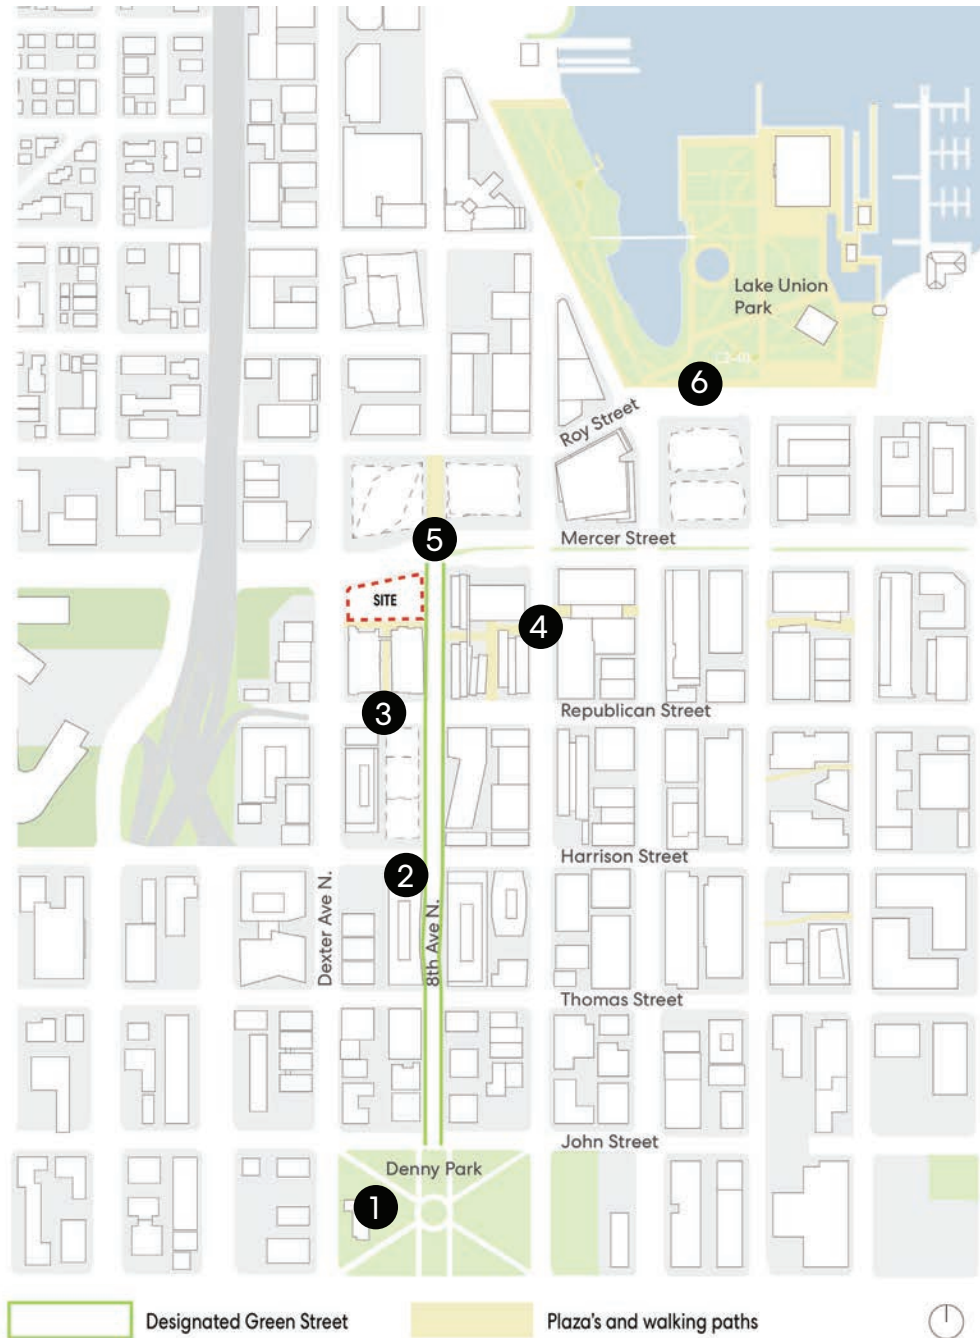 Lake Union
Park
6
Roy Street
5
Mercer Street
SITE
4
Republican Street
3
Harrison Street
2
Dexter Ave N.
8th Ave N.
Thomas Street
John Street
Denny Park
1
Designated Green Street
Plaza's and walking paths